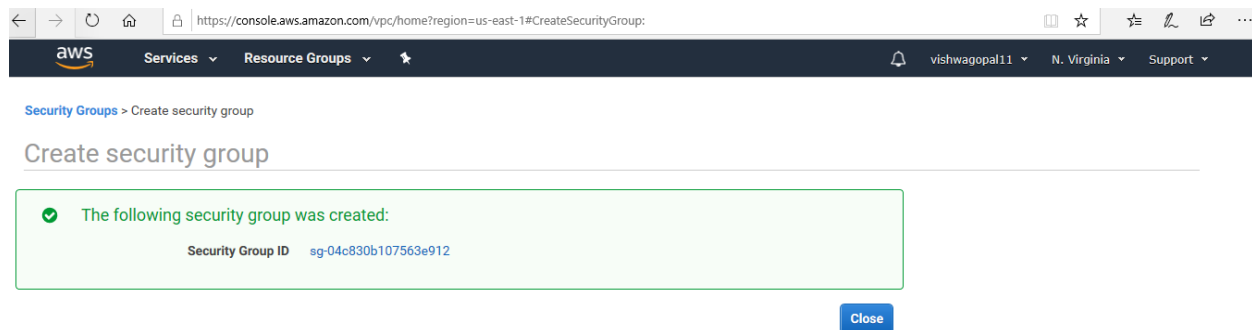 https://console.aws.amazon.com/vpc/home?region=us-east-1#CreateSecurityGroup:
aws Services Resource Groups vishwagopal11 N. Virginia Support
Security Groups > Create security group
Create security group
The following security group was created:
Security Group ID sg-04c830b107563e912
Close